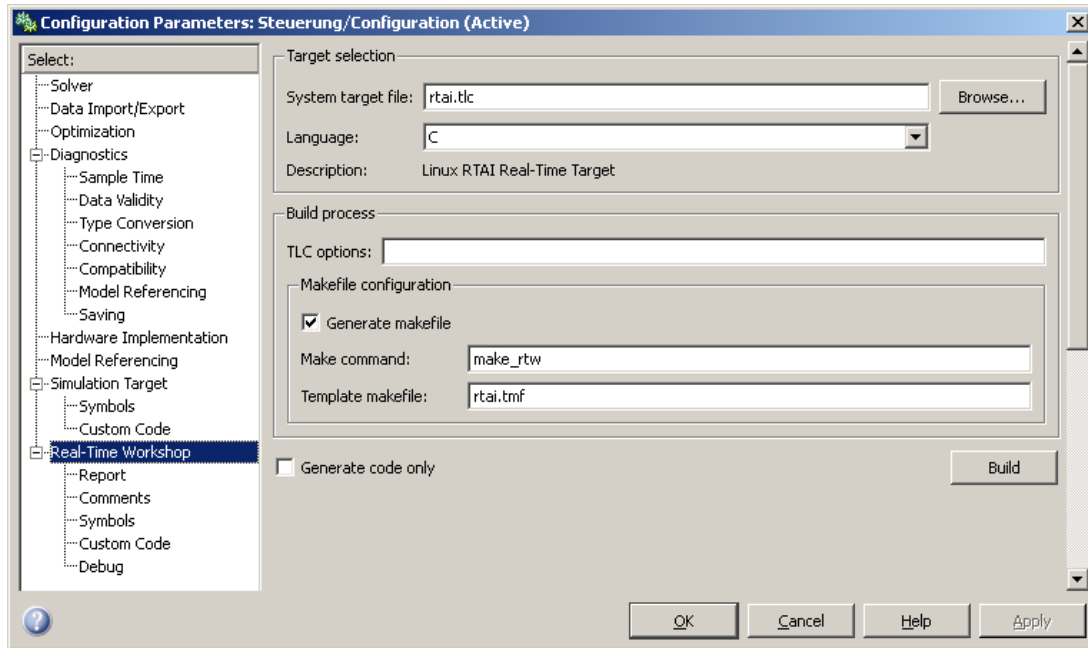 Configuration Parameters: Steuerung/Configuration (Active)
Select:
Solver
Data Import/Export
Optimization
Diagnostics
Sample Time
Data Validity
Type Conversion
Connectivity
Compatibility
Model Referencing
Saving
Hardware Implementation
Model Referencing
Simulation Target
Symbols
Custom Code
Real-Time Workshop
Report
Comments
Symbols
Custom Code
Debug
Target selection
System target file: rtai.tlc Browse...
Language: C
Description: Linux RTAI Real-Time Target
Build process
TLC options:
Makefile configuration
Generate makefile
Make command: make_rtw
Template makefile: rtai.tmf
Generate code only Build
OK Cancel Help Apply